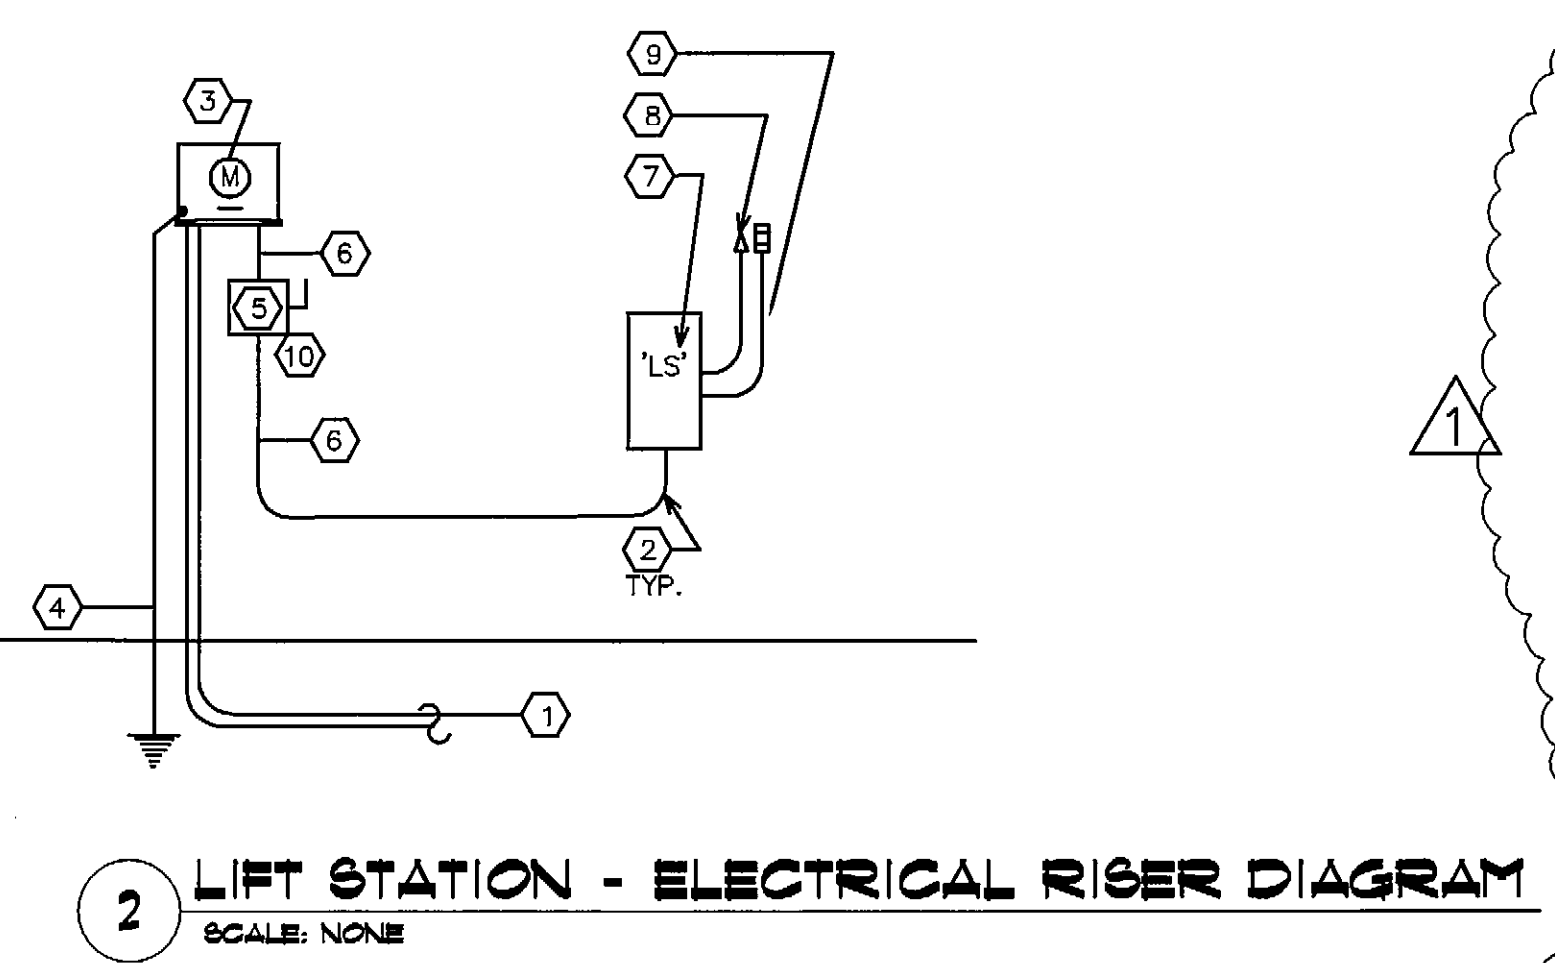 9
8
3
7
M
6
5
10
'LS'
1
6
2
TYP.
4
1
2 LIFT STATION - ELECTRICAL RISER DIAGRAM
SCALE: NONE